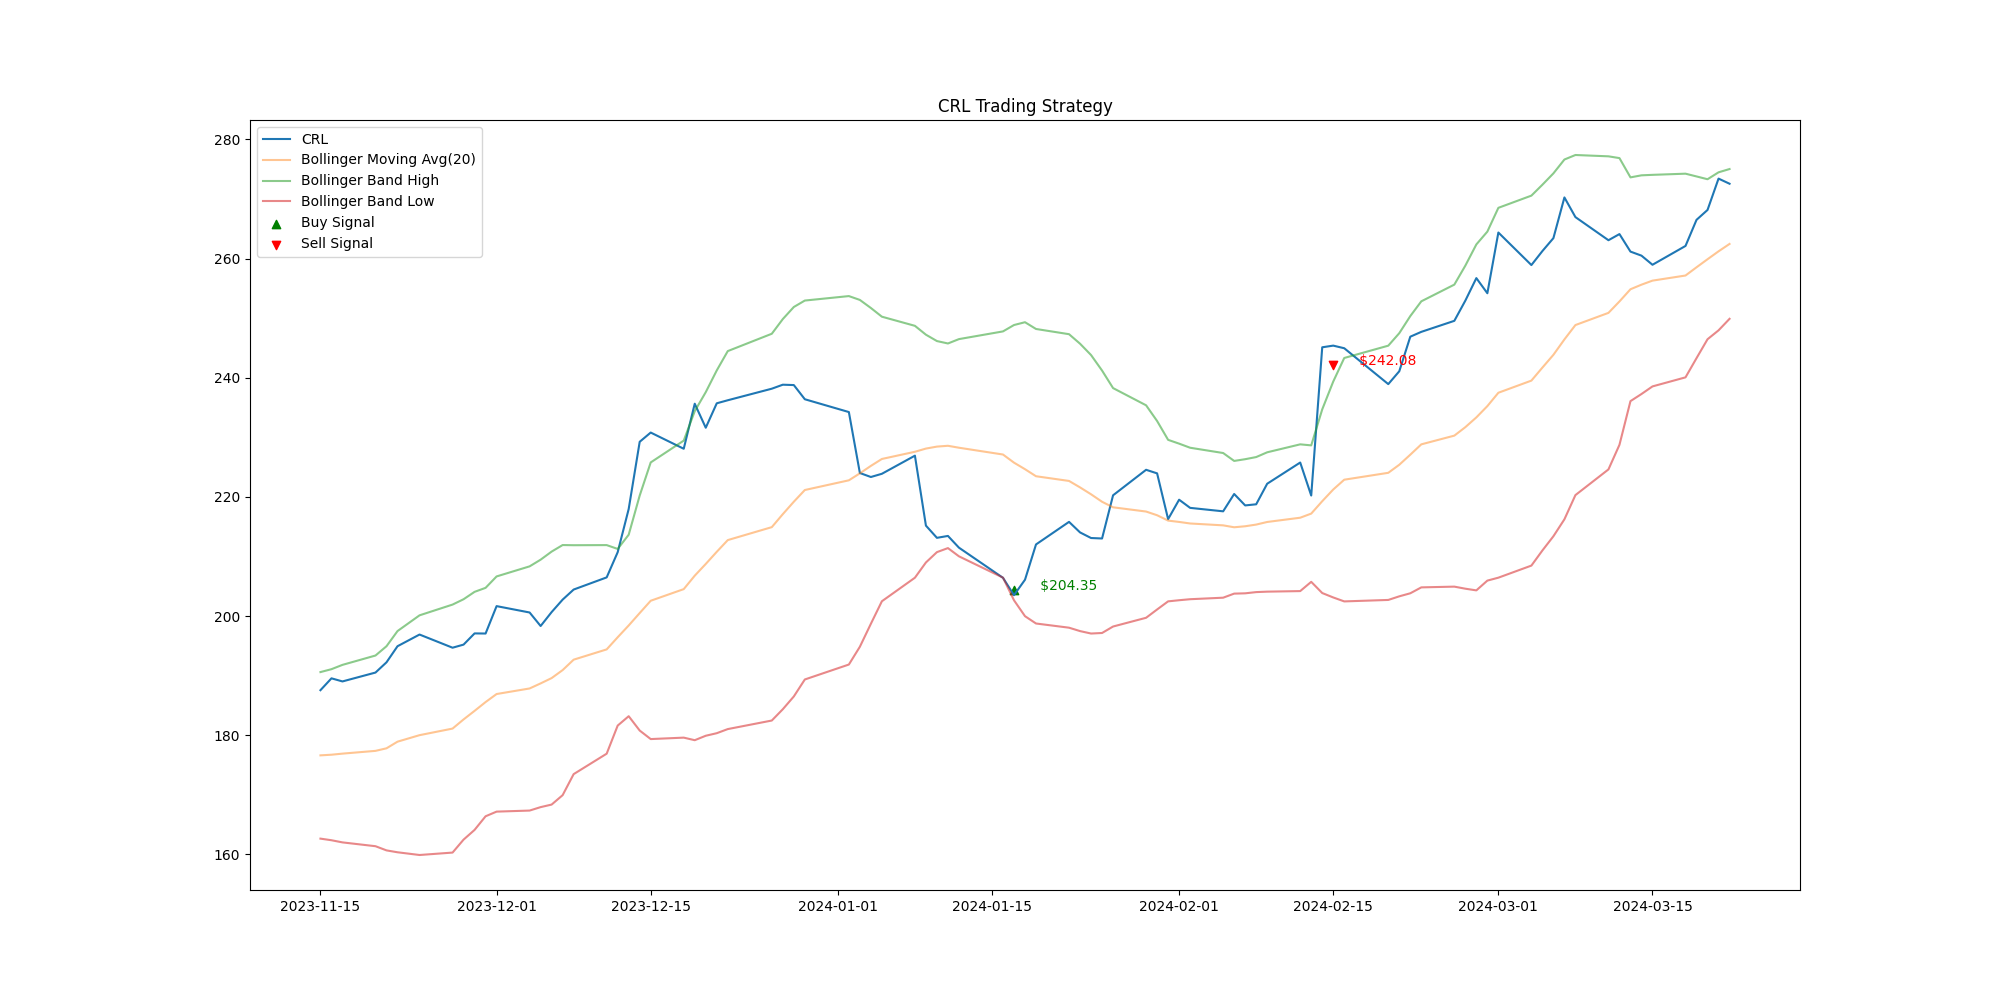 CRL Trading Strategy
CRL
Bollinger Moving Avg(20)
Bollinger Band High
Bollinger Band Low
Buy Signal
Sell Signal
280
260
240
220
200
180
160
$242.08
$204.35
2023-11-15
2023-12-01
2023-12-15
2024-01-01
2024-01-15
2024-02-01
2024-02-15
2024-03-01
2024-03-15